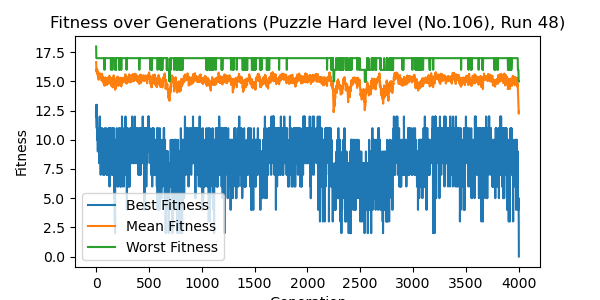 Fitness over Generations (Puzzle Hard level (No.106), Run 48)
17.5
15.0
12.5
10.0
7.5
5.0
2.5
0.0
Fitness
Best Fitness
Mean Fitness
Worst Fitness
0 500 1000 1500 2000 2500 3000 3500 4000
Generation